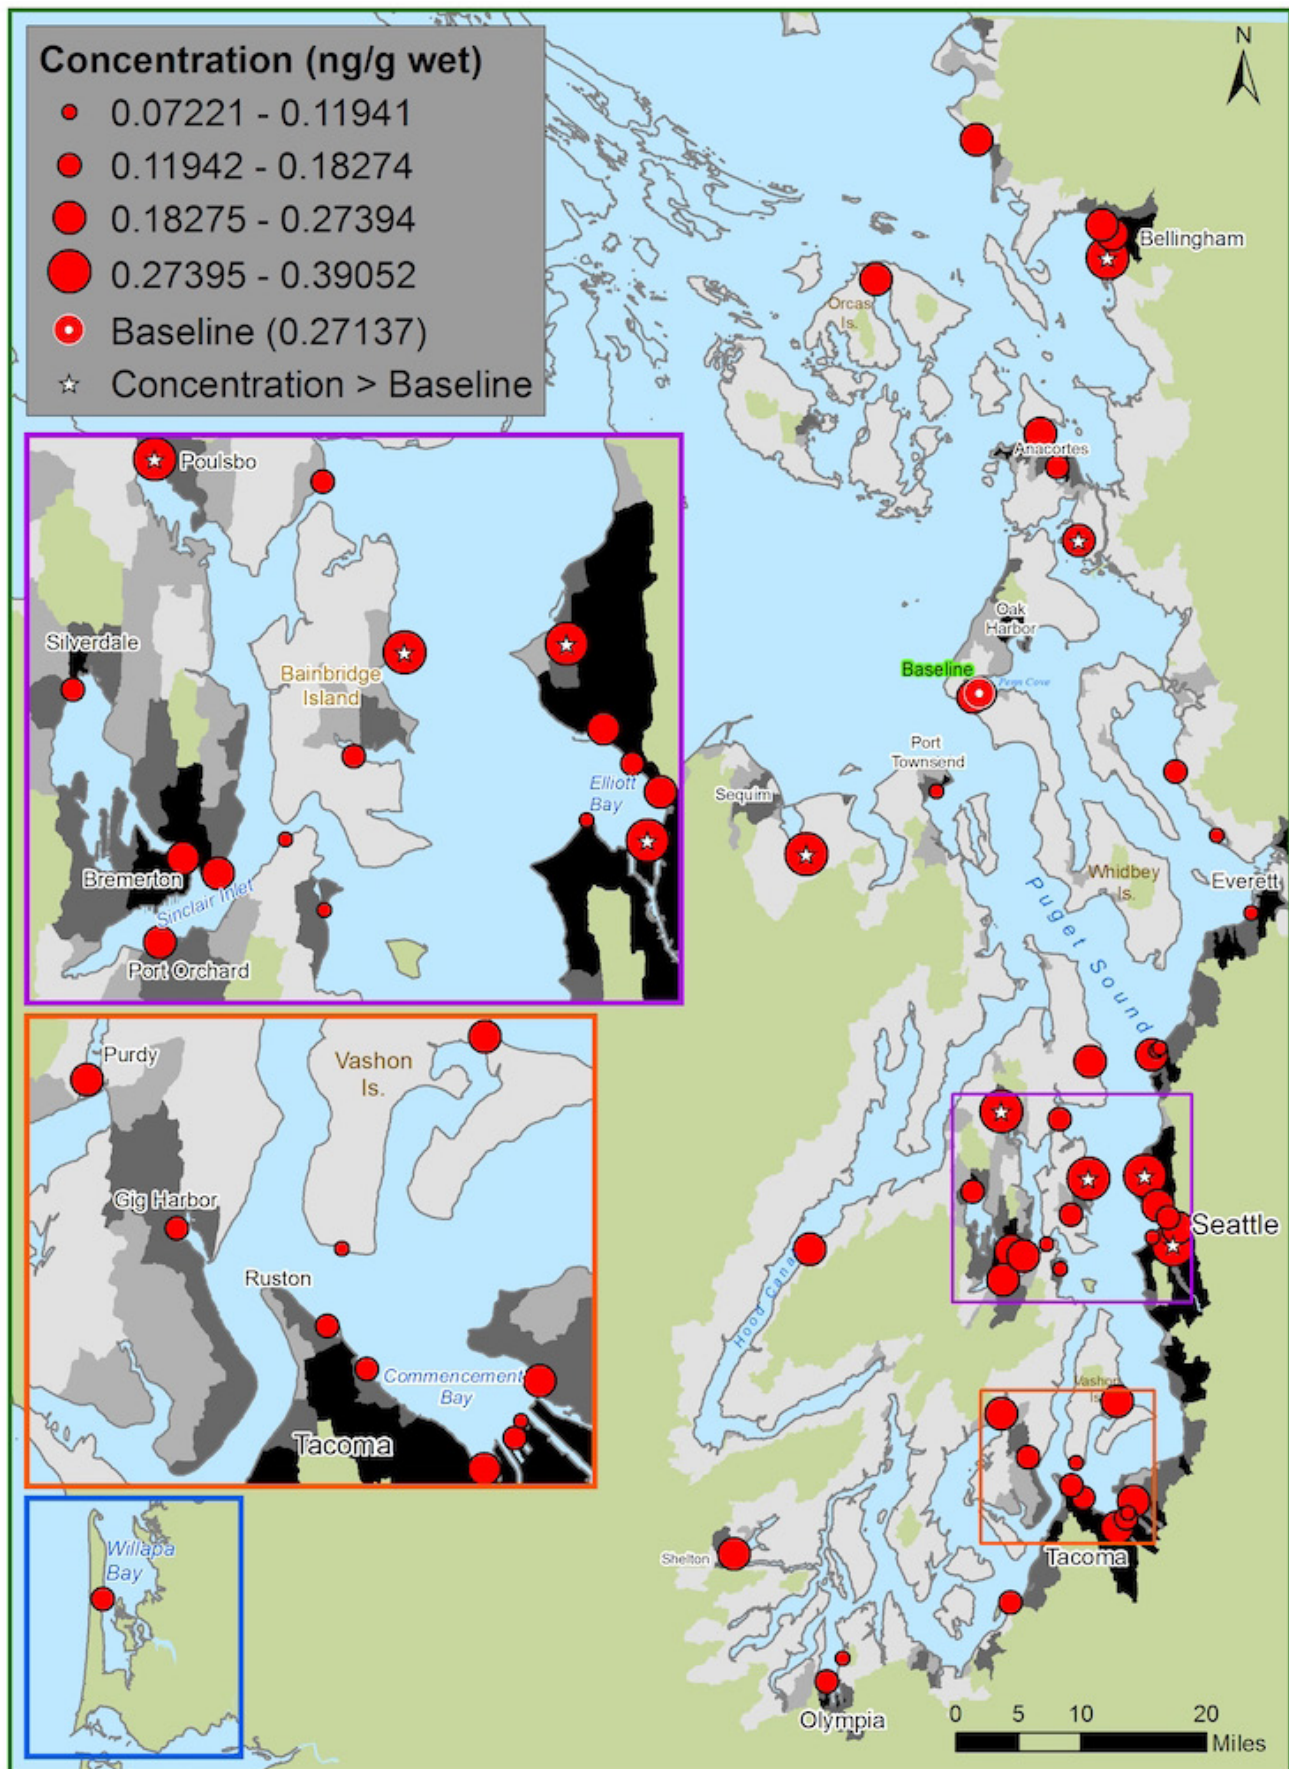 Concentration (ng/g wet)
0.07221 - 0.11941
0.11942 - 0.18274
0.18275 - 0.27394
0.27395 - 0.39052
Baseline (0.27137)
Concentration > Baseline
N
Bellingham
Orcas
Is.
Anacortes
Oak
Harbor
Baseline
Penn Cove
Port
Townsend
Sequim
Whidbey
Is.
Everett
Puget Sound
Seattle
Hood Canal
Vashon
Is.
Tacoma
Shelton
Olympia
0 5 10 20
Miles
Poulsbo
Silverdale
Bainbridge
Island
Elliott
Bay
Bremerton
Sinclair Inlet
Port Orchard
Purdy
Vashon
Is.
Gig Harbor
Ruston
Commencement
Bay
Tacoma
Willapa
Bay